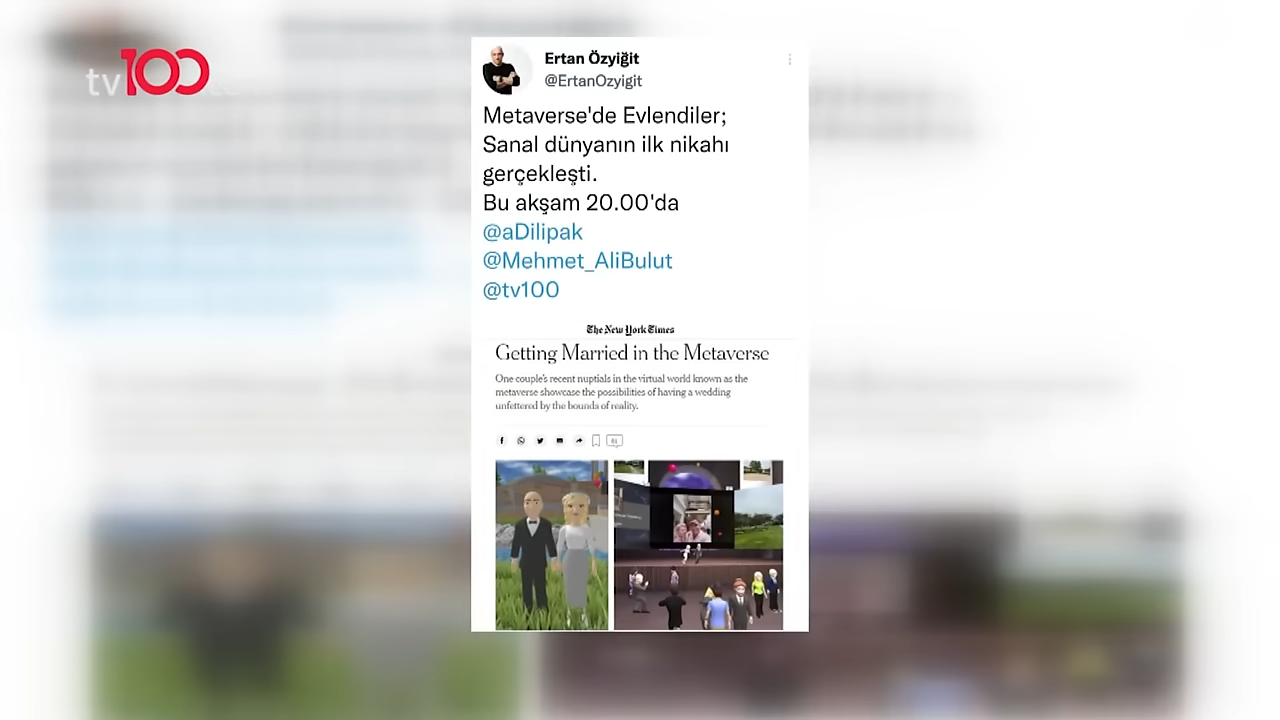 tv100
Ertan Özyiğit
@ErtanOzyigit
Metaverse'de Evlendiler;
Sanal dünyanın ilk nikahı
gerçekleşti.
Bu akşam 20.00'da
@aDilipak
@Mehmet_AliBulut
@tv100
The New York Times
Getting Married in the Metaverse
One couple's recent nuptials in the virtual world known as the
metaverse showcase the possibilities of having a wedding
unfettered by the bounds of reality.